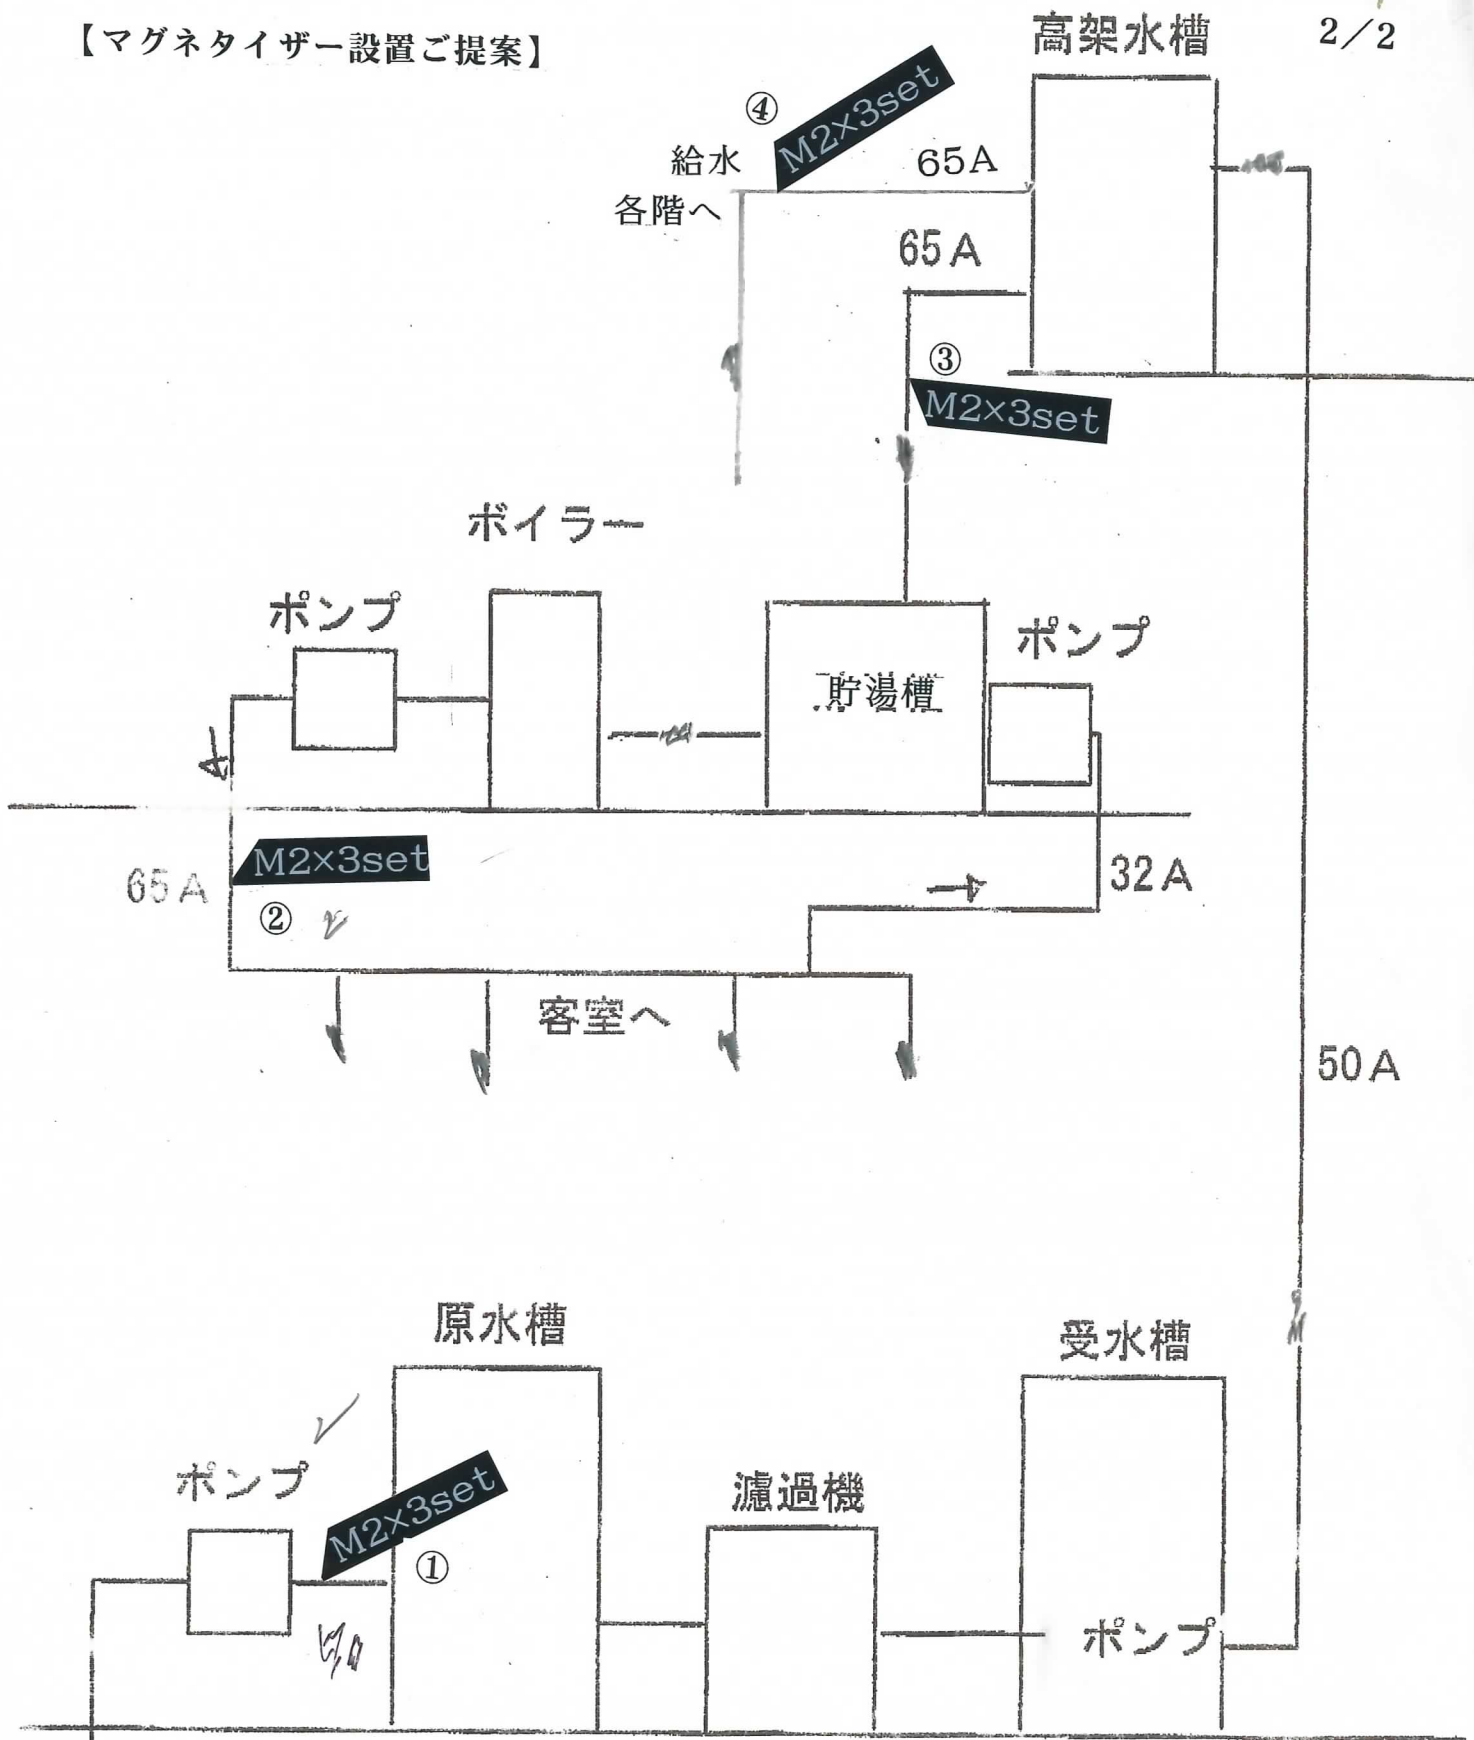 【マグネタイザー設置ご提案】
2／2
高架水槽
④
M2×3set
給水
65A
各階へ
65A
③
M2×3set
ボイラー
ポンプ
ポンプ
貯湯槽
M2×3set
65A
32A
②
客室へ
50A
原水槽
受水槽
ポンプ
M2×3set
濾過機
①
ポンプ